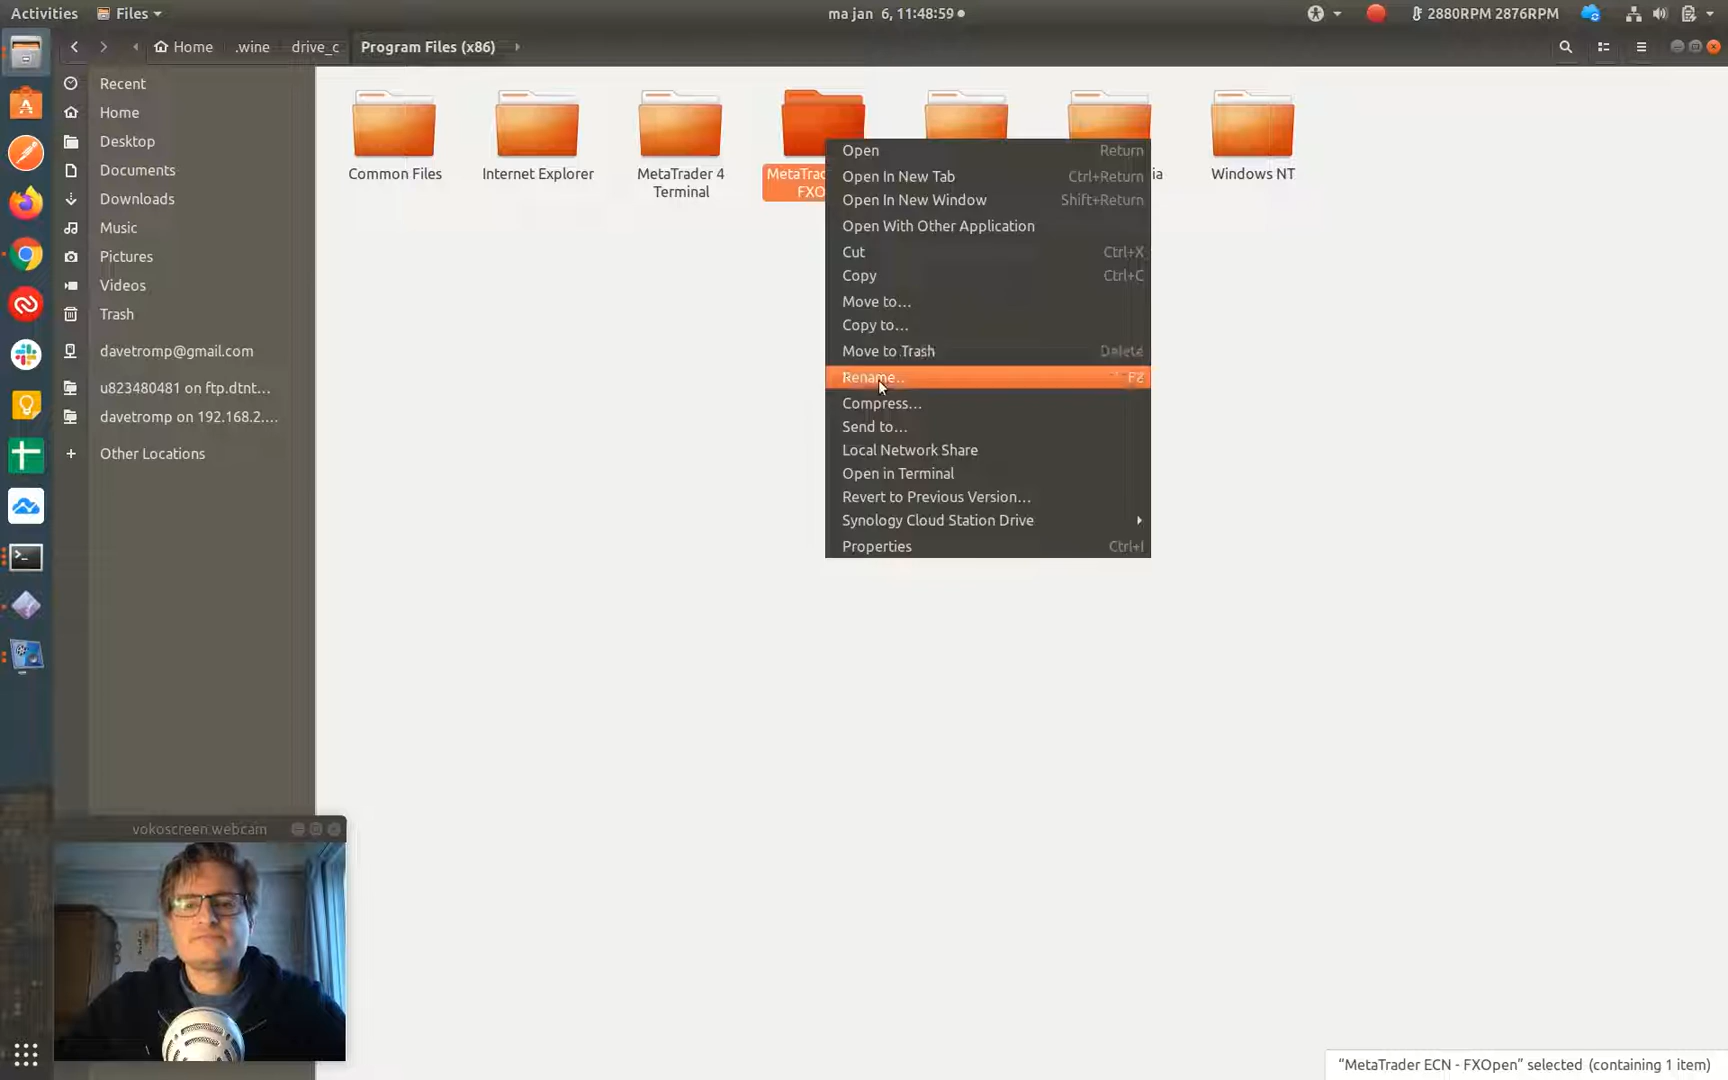 Activities
Files
ma jan 6, 11:48:59
2880RPM 2876RPM
Home
.wine
drive_c
Program Files (x86)
Recent
Home
Desktop
Documents
Downloads
Music
Pictures
Videos
Trash
davetromp@gmail.com
u823480481 on ftp.dtnt...
davetromp on 192.168.2....
+ Other Locations
Common Files
Internet Explorer
MetaTrader 4
Terminal
Windows NT
Open Return
Open In New Tab Ctrl+Return
Open In New Window Shift+Return
Open With Other Application
Cut Ctrl+X
Copy Ctrl+C
Move to...
Copy to...
Move to Trash Delete
Rename... F2
Compress...
Send to...
Local Network Share
Open in Terminal
Revert to Previous Version...
Synology Cloud Station Drive
Properties Ctrl+I
vokoscreen webcam
"MetaTrader ECN - FXOpen" selected (containing 1 item)